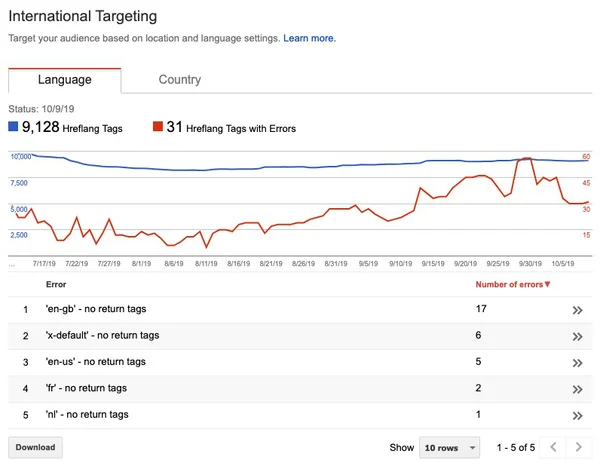 International Targeting
Target your audience based on location and language settings. Learn more.
Language Country
Status: 10/9/19
9,128 Hreflang Tags 31 Hreflang Tags with Errors
10,000 60
7,500 45
5,000 30
2,500 15
... 7/17/19 7/22/19 7/27/19 8/1/19 8/6/19 8/11/19 8/16/19 8/21/19 8/26/19 8/31/19 9/5/19 9/10/19 9/15/19 9/20/19 9/25/19 9/30/19 10/5/19
Error Number of errors▼
1 'en-gb' - no return tags 17 »
2 'x-default' - no return tags 6 »
3 'en-us' - no return tags 5 »
4 'fr' - no return tags 2 »
5 'nl' - no return tags 1 »
Download Show 10 rows 1 - 5 of 5